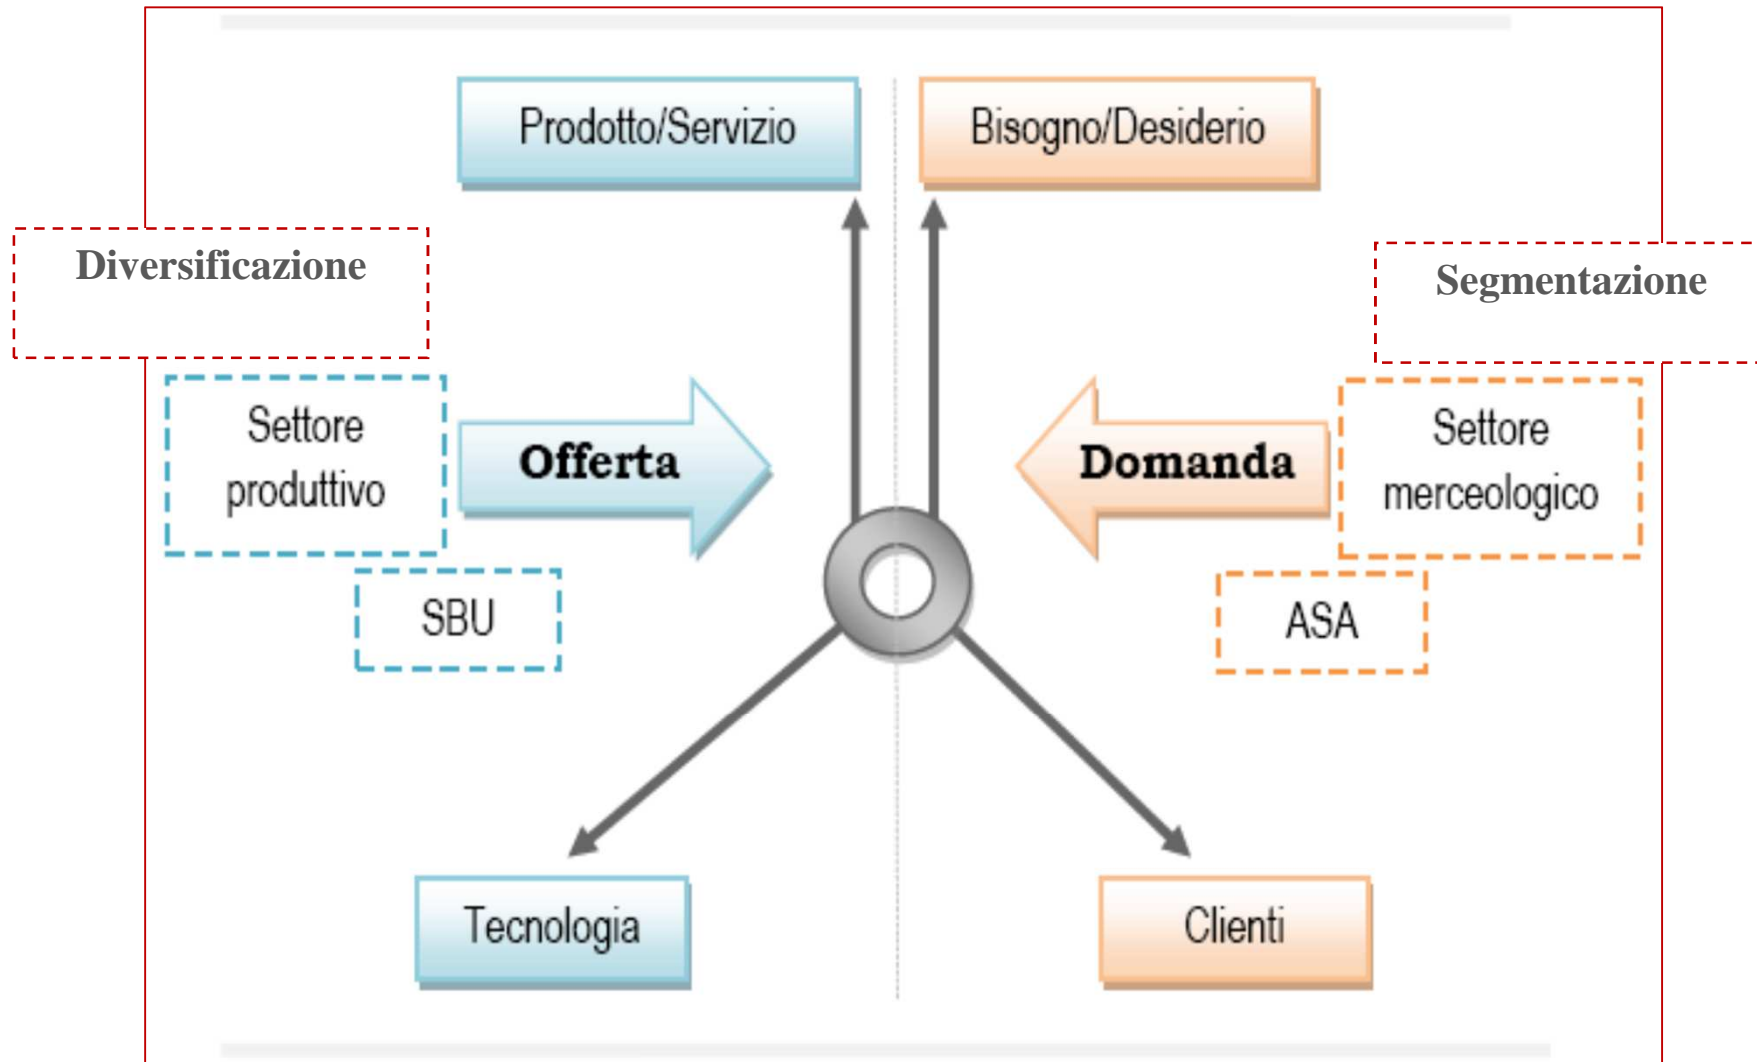 Prodotto/Servizio
Bisogno/Desiderio
Diversificazione
Segmentazione
Settore
produttivo
Offerta
Domanda
Settore
merceologico
SBU
ASA
Tecnologia
Clienti